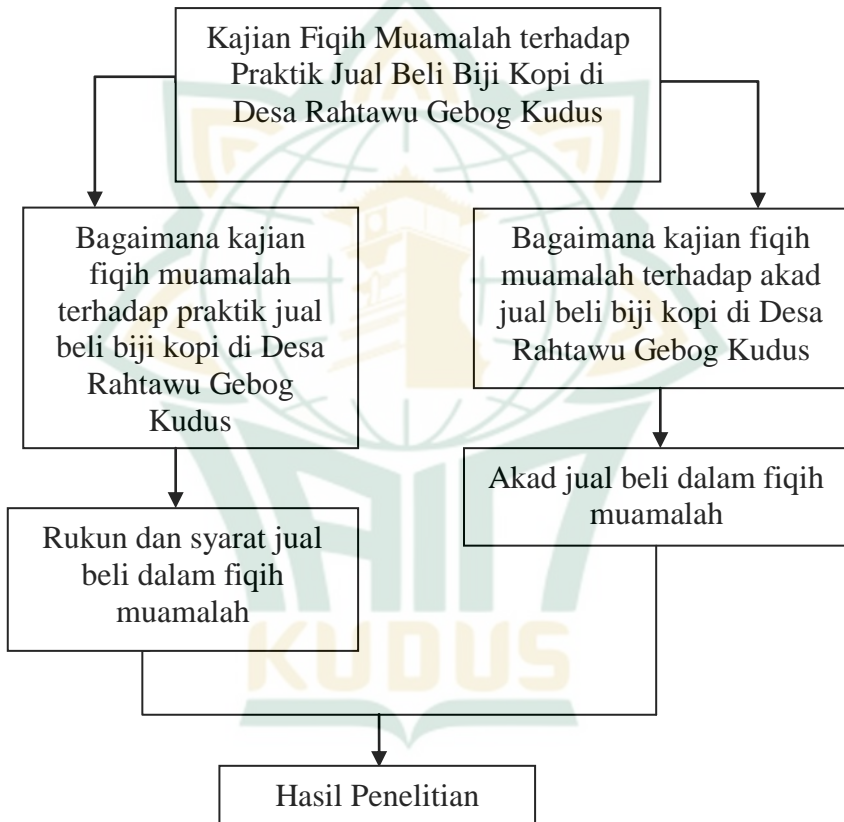 Kajian Fiqih Muamalah terhadap
Praktik Jual Beli Biji Kopi di
Desa Rahtawu Gebog Kudus
Bagaimana kajian
fiqih muamalah
terhadap praktik jual
beli biji kopi di Desa
Rahtawu Gebog
Kudus
Bagaimana kajian fiqih
muamalah terhadap akad
jual beli biji kopi di Desa
Rahtawu Gebog Kudus
Rukun dan syarat jual
beli dalam fiqih
muamalah
Akad jual beli dalam fiqih
muamalah
IAIN
KUDUS
Hasil Penelitian